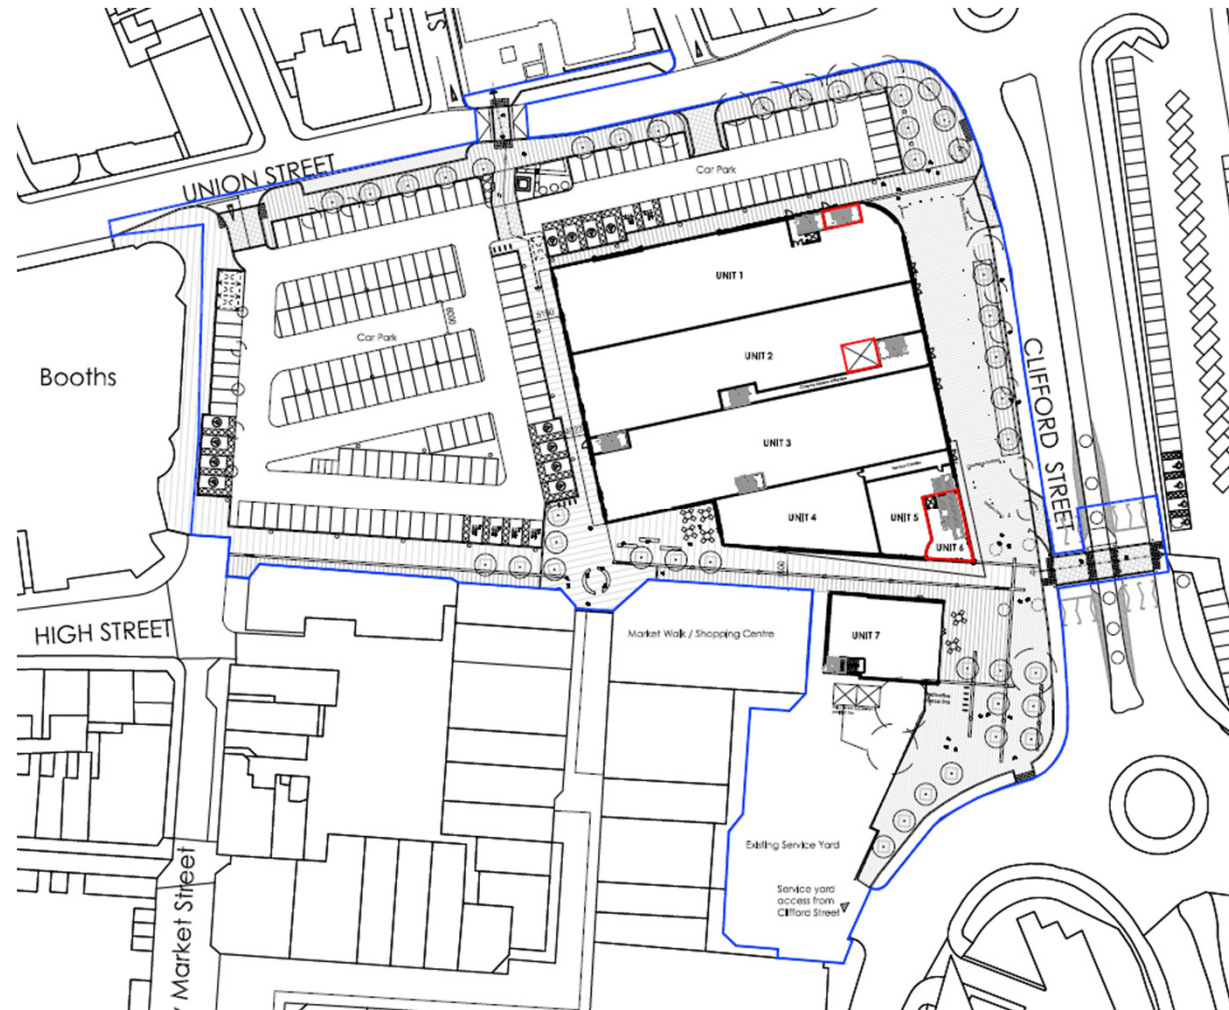 UNION STREET
Car Park
UNIT 1
Car Park
6000
UNIT 2
Booths
CLIFFORD STREET
UNIT 3
UNIT 4
UNIT 5
UNIT 6
HIGH STREET
Market Walk / Shopping Centre
UNIT 7
Existing Service Yard
Service yard
access from
Clifford Street
Market Street